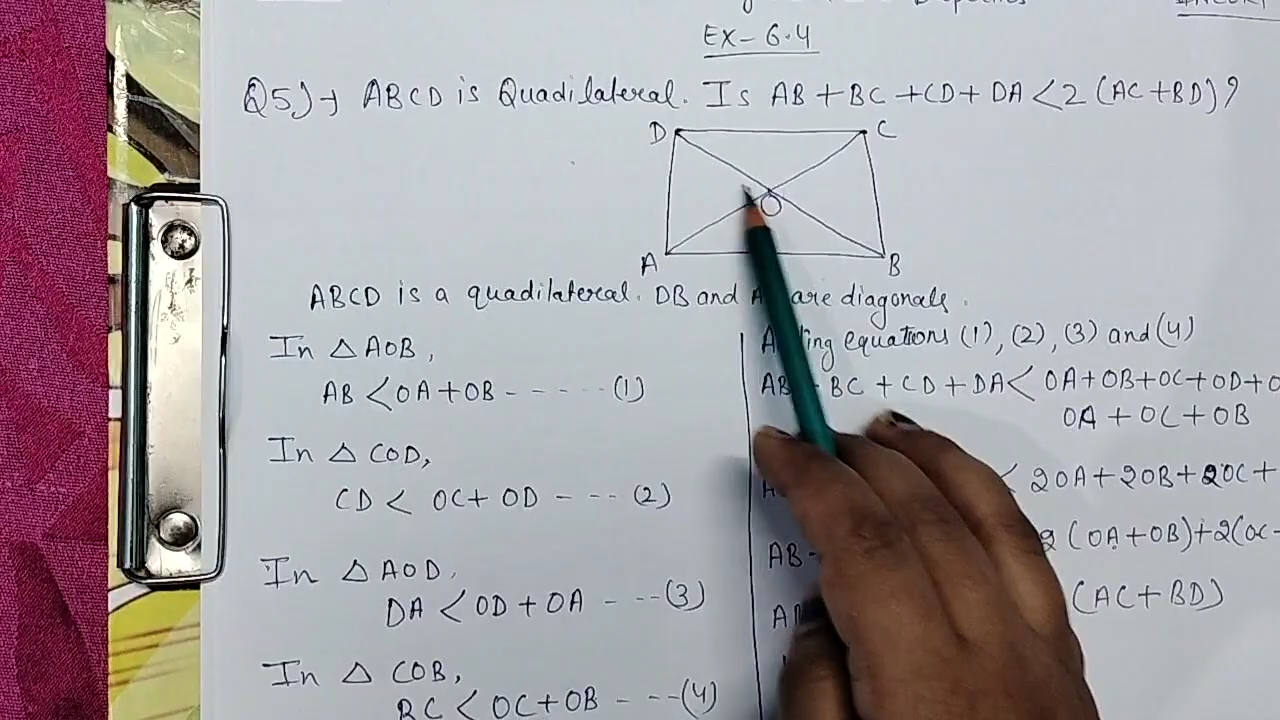 EX- 6.4
Q5)→ ABCD is Quadilateral. Is AB + BC + CD + DA < 2 (AC+BD)?
D C
O
A B
ABCD is a quadilateral. DB and are diagonals.
In △ AOB,
AB < OA + OB - - - - - (1)
In △ COD,
CD < OC + OD - - - - (2)
In △ AOD,
DA < OD + OA - - - - (3)
In △ COB,
BC < OC + OB - - - - (4)
equations (1), (2), (3) and (4)
BC + CD + DA < OA + OB + OC + OD + O
OA + OC + OB
< 2OA + 2OB + 2OC +
2 (OA + OB) + 2(OC -
AB
(AC + BD)